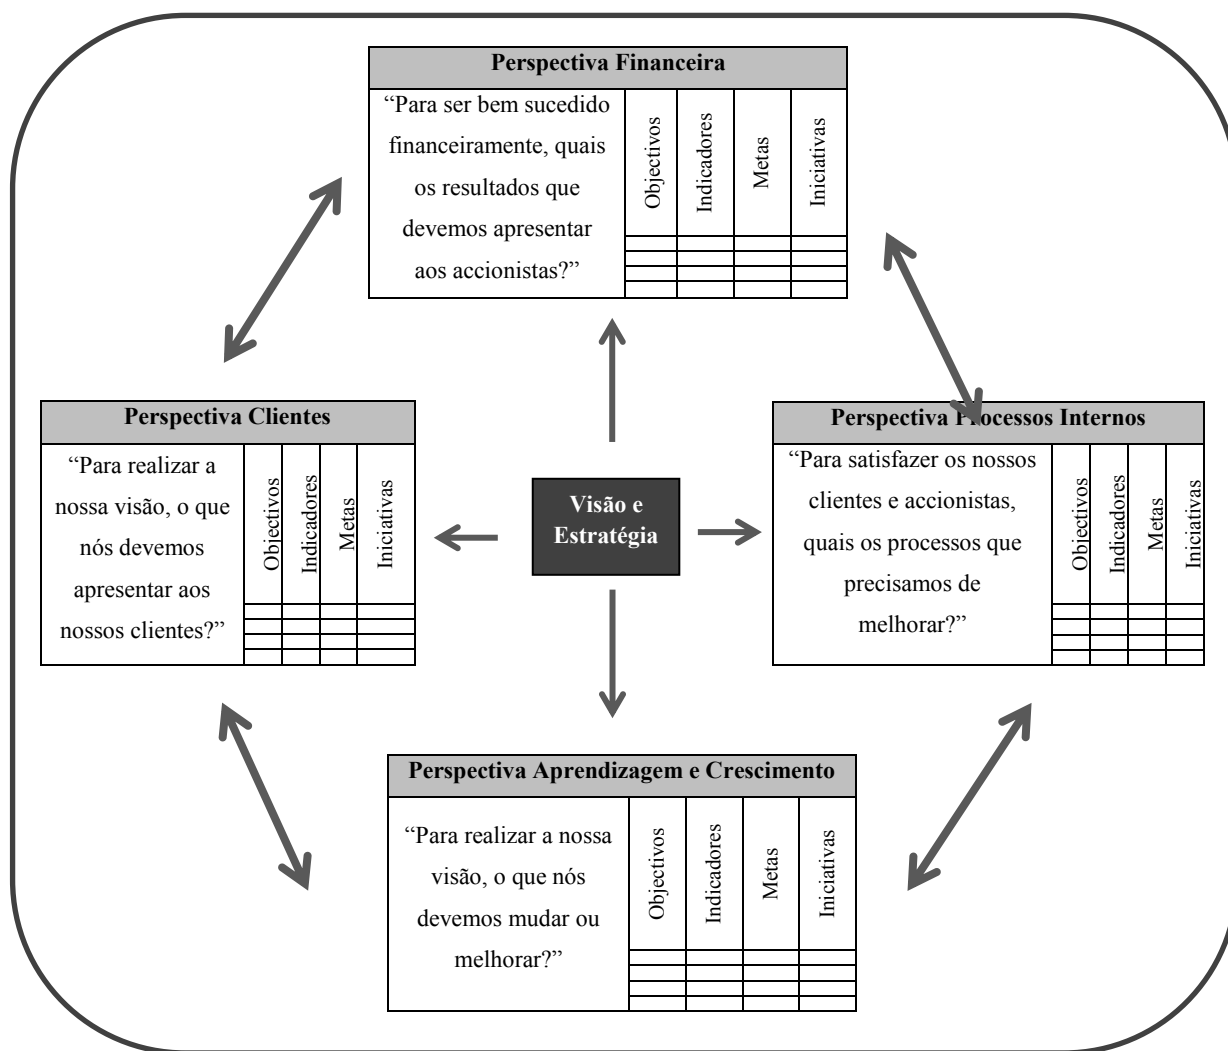 Perspectiva Financeira
“Para ser bem sucedido
financeiramente, quais
os resultados que
devemos apresentar
aos accionistas?”
Objectivos
Indicadores
Metas
Iniciativas
Perspectiva Clientes
“Para realizar a
nossa visão, o que
nós devemos
apresentar aos
nossos clientes?”
Objectivos
Indicadores
Metas
Iniciativas
Visão e
Estratégia
Perspectiva Processos Internos
“Para satisfazer os nossos
clientes e accionistas,
quais os processos que
precisamos de
melhorar?”
Objectivos
Indicadores
Metas
Iniciativas
Perspectiva Aprendizagem e Crescimento
“Para realizar a nossa
visão, o que nós
devemos mudar ou
melhorar?”
Objectivos
Indicadores
Metas
Iniciativas